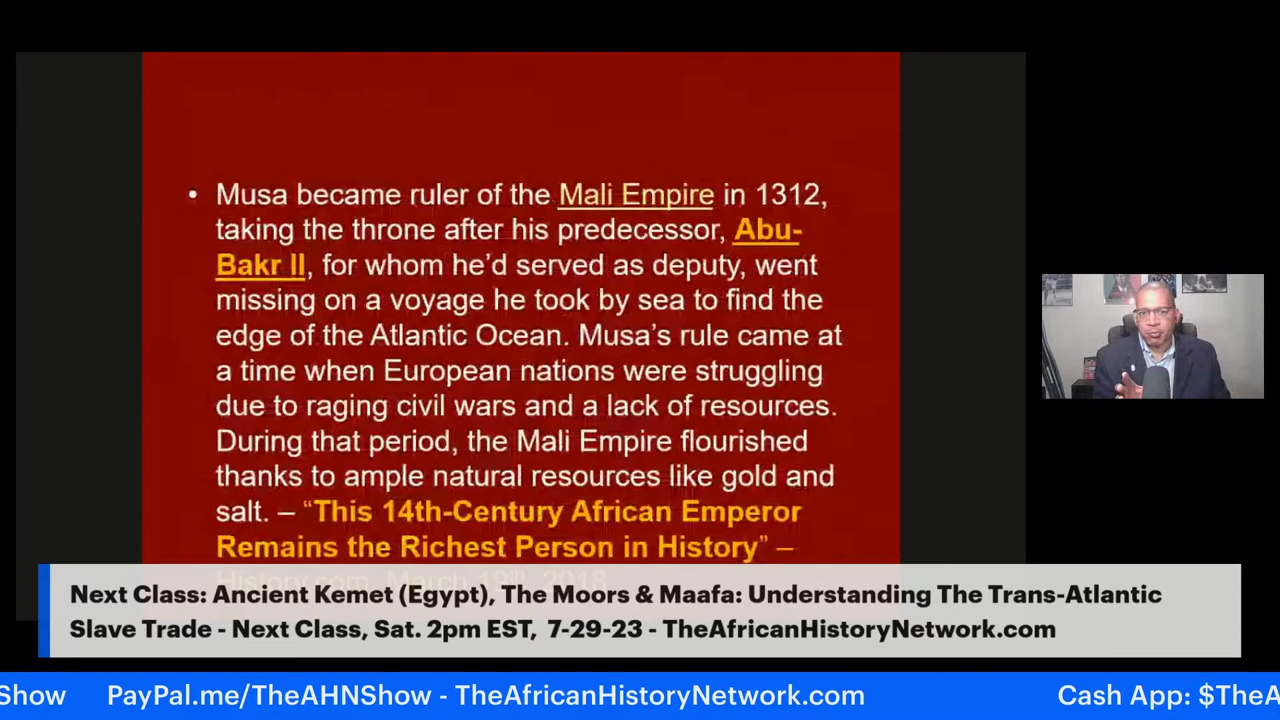 • Musa became ruler of the Mali Empire in 1312,
taking the throne after his predecessor, Abu-
Bakr II, for whom he’d served as deputy, went
missing on a voyage he took by sea to find the
edge of the Atlantic Ocean. Musa’s rule came at
a time when European nations were struggling
due to raging civil wars and a lack of resources.
During that period, the Mali Empire flourished
thanks to ample natural resources like gold and
salt. – “This 14th-Century African Emperor
Remains the Richest Person in History” –
History.com, March 19th, 2018
Next Class: Ancient Kemet (Egypt), The Moors & Maafa: Understanding The Trans-Atlantic
Slave Trade - Next Class, Sat. 2pm EST, 7-29-23 - TheAfricanHistoryNetwork.com
Show PayPal.me/TheAHNShow - TheAfricanHistoryNetwork.com Cash App: $TheA